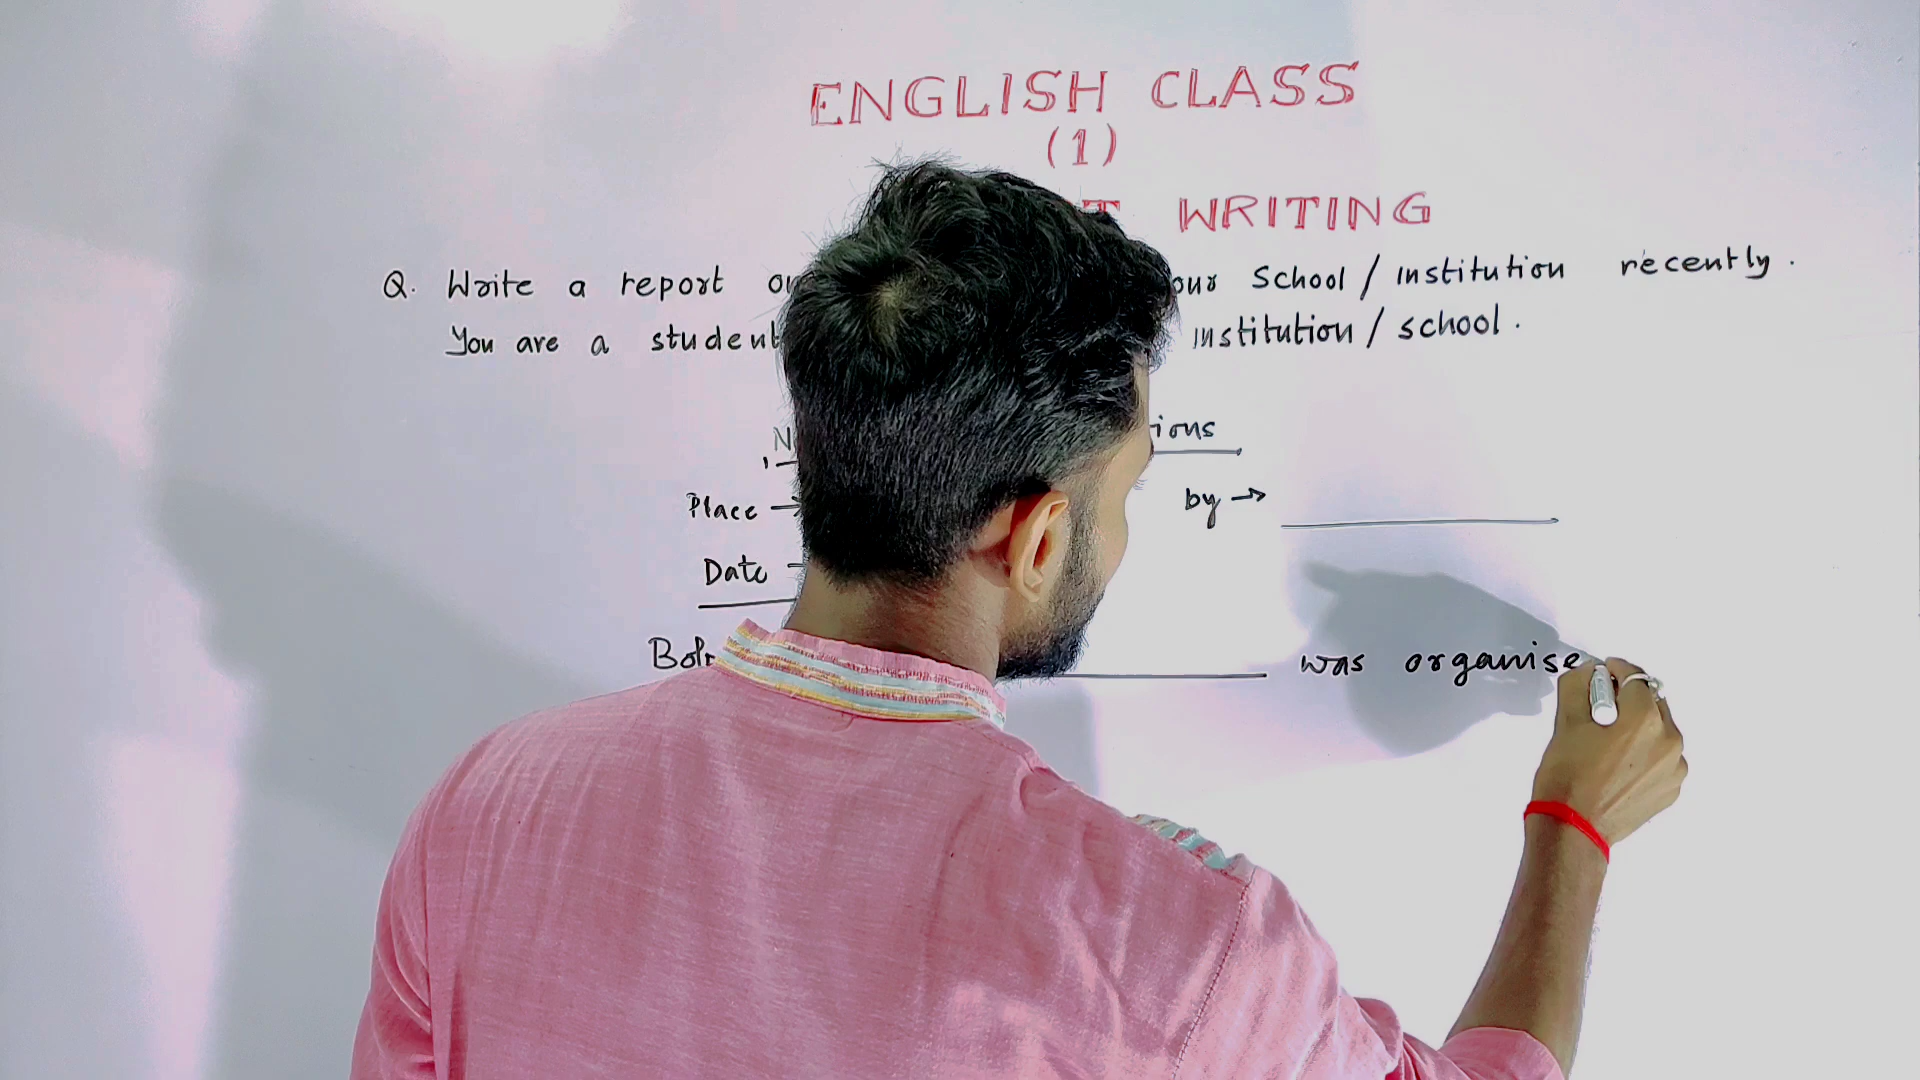 ENGLISH CLASS
(1)
WRITING
Q. Write a report our School / institution recently.
You are a student institution / school.
Place → by →
Date
was organise